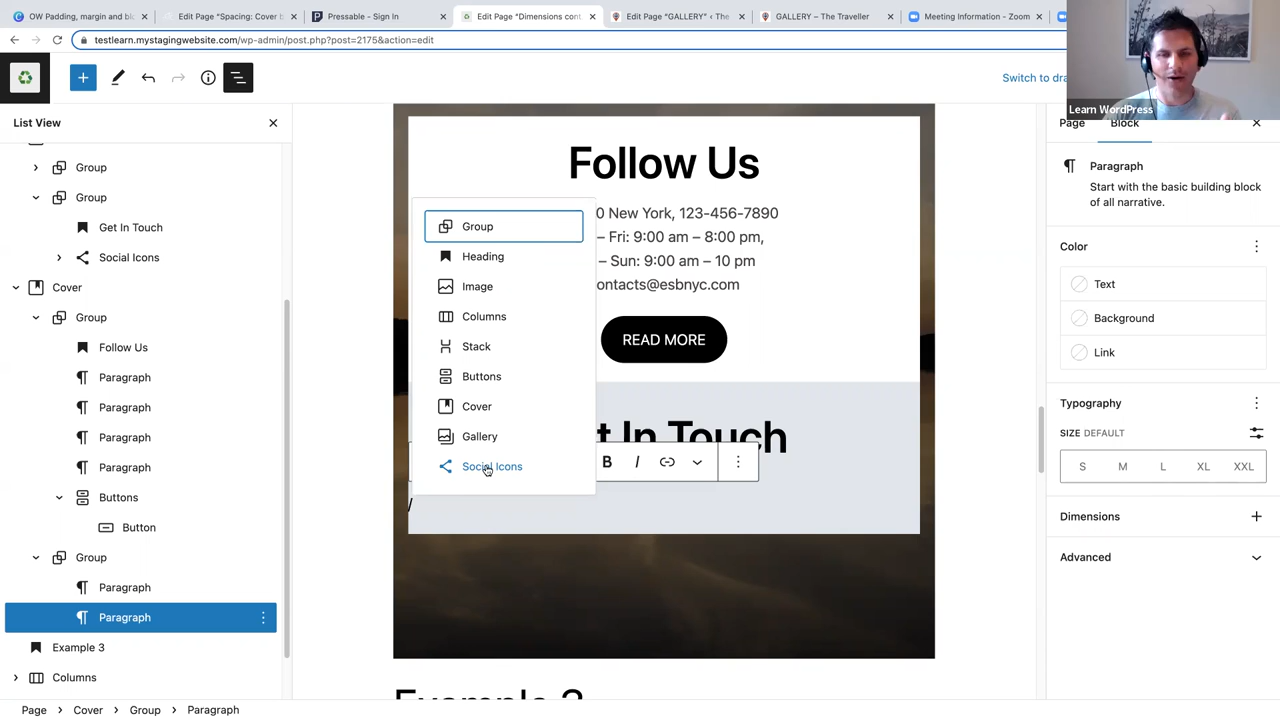 OW Padding, margin and blo
Edit Page "Spacing: Cover b
Pressable - Sign In
Edit Page "Dimensions cont
Edit Page "GALLERY" ‹ The
GALLERY – The Traveller
Meeting Information - Zoom
testlearn.mystagingwebsite.com/wp-admin/post.php?post=2175&action=edit
Switch to dra
Learn WordPress
List View
Group
Group
Get In Touch
Social Icons
Cover
Group
Follow Us
Paragraph
Paragraph
Paragraph
Paragraph
Buttons
Button
Group
Paragraph
Paragraph
Example 3
Columns
Follow Us
0 New York, 123-456-7890
– Fri: 9:00 am – 8:00 pm,
– Sun: 9:00 am – 10 pm
ontacts@esbnyc.com
READ MORE
t In Touch
B I
/
Group
Heading
Image
Columns
Stack
Buttons
Cover
Gallery
Social Icons
Example 3
Page Block
Paragraph
Start with the basic building block
of all narrative.
Color
Text
Background
Link
Typography
SIZE DEFAULT
S M L XL XXL
Dimensions
Advanced
Page › Cover › Group › Paragraph